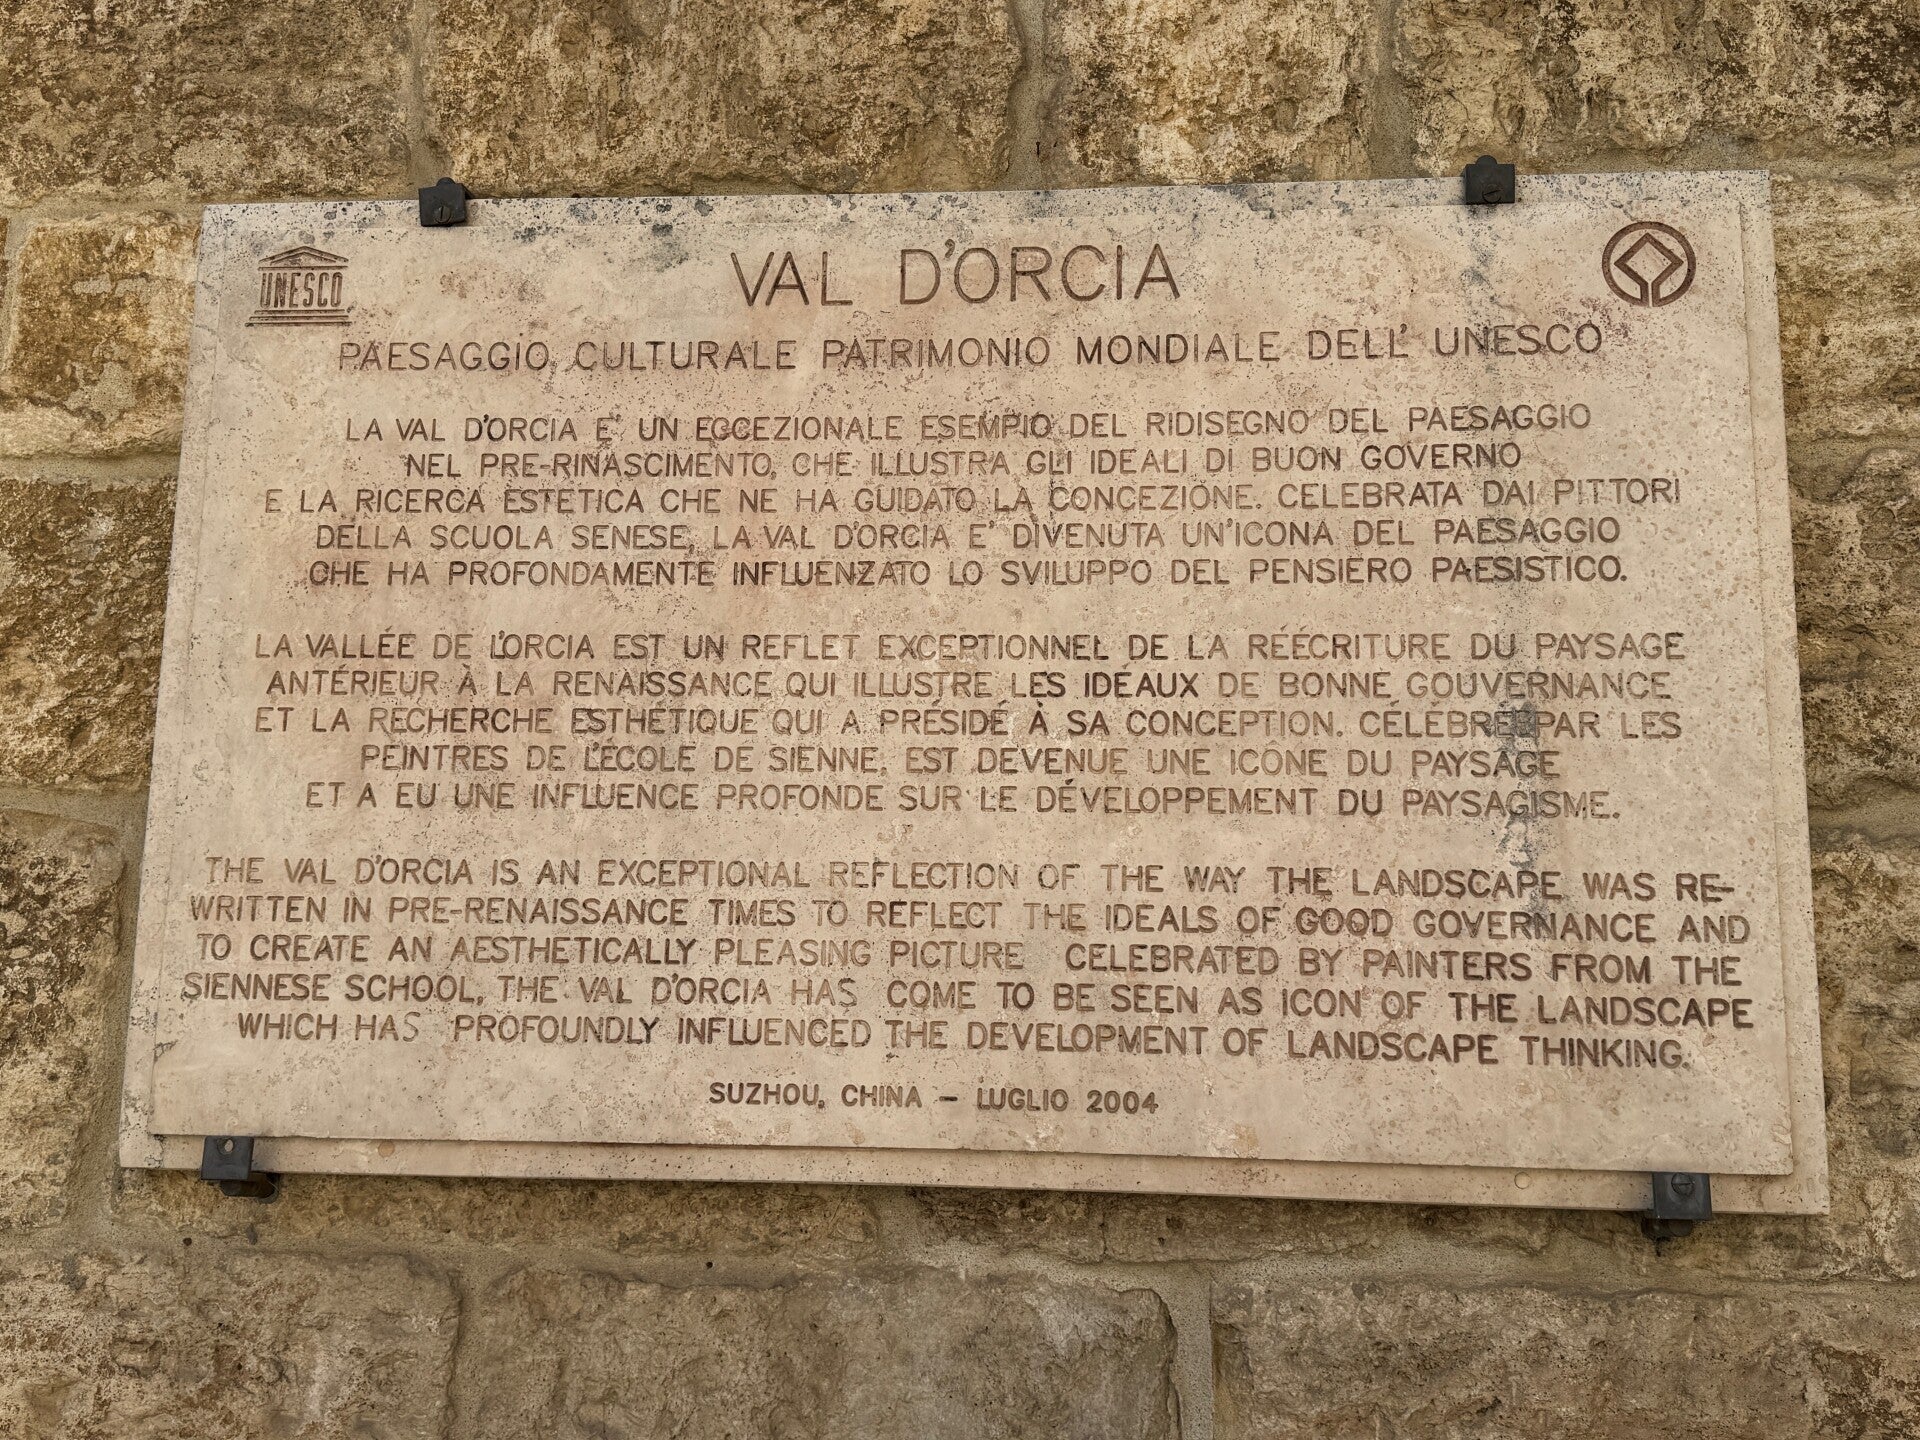 UNESCO
VAL D'ORCIA
PAESAGGIO CULTURALE PATRIMONIO MONDIALE DELL' UNESCO
LA VAL D'ORCIA E' UN ECCEZIONALE ESEMPIO DEL RIDISEGNO DEL PAESAGGIO
NEL PRE-RINASCIMENTO, CHE ILLUSTRA GLI IDEALI DI BUON GOVERNO
E LA RICERCA ESTETICA CHE NE HA GUIDATO LA CONCEZIONE. CELEBRATA DAI PITTORI
DELLA SCUOLA SENESE, LA VAL D'ORCIA E' DIVENUTA UN'ICONA DEL PAESAGGIO
CHE HA PROFONDAMENTE INFLUENZATO LO SVILUPPO DEL PENSIERO PAESISTICO.
LA VALLÉE DE L'ORCIA EST UN REFLET EXCEPTIONNEL DE LA RÉÉCRITURE DU PAYSAGE
ANTÉRIEUR À LA RENAISSANCE QUI ILLUSTRE LES IDÉAUX DE BONNE GOUVERNANCE
ET LA RECHERCHE ESTHÉTIQUE QUI A PRÉSIDÉ À SA CONCEPTION. CÉLÉBRÉE PAR LES
PEINTRES DE L'ÉCOLE DE SIENNE, EST DEVENUE UNE ICÔNE DU PAYSAGE
ET A EU UNE INFLUENCE PROFONDE SUR LE DÉVELOPPEMENT DU PAYSAGISME.
THE VAL D'ORCIA IS AN EXCEPTIONAL REFLECTION OF THE WAY THE LANDSCAPE WAS RE-
WRITTEN IN PRE-RENAISSANCE TIMES TO REFLECT THE IDEALS OF GOOD GOVERNANCE AND
TO CREATE AN AESTHETICALLY PLEASING PICTURE CELEBRATED BY PAINTERS FROM THE
SIENNESE SCHOOL, THE VAL D'ORCIA HAS COME TO BE SEEN AS ICON OF THE LANDSCAPE
WHICH HAS PROFOUNDLY INFLUENCED THE DEVELOPMENT OF LANDSCAPE THINKING.
SUZHOU, CHINA – LUGLIO 2004